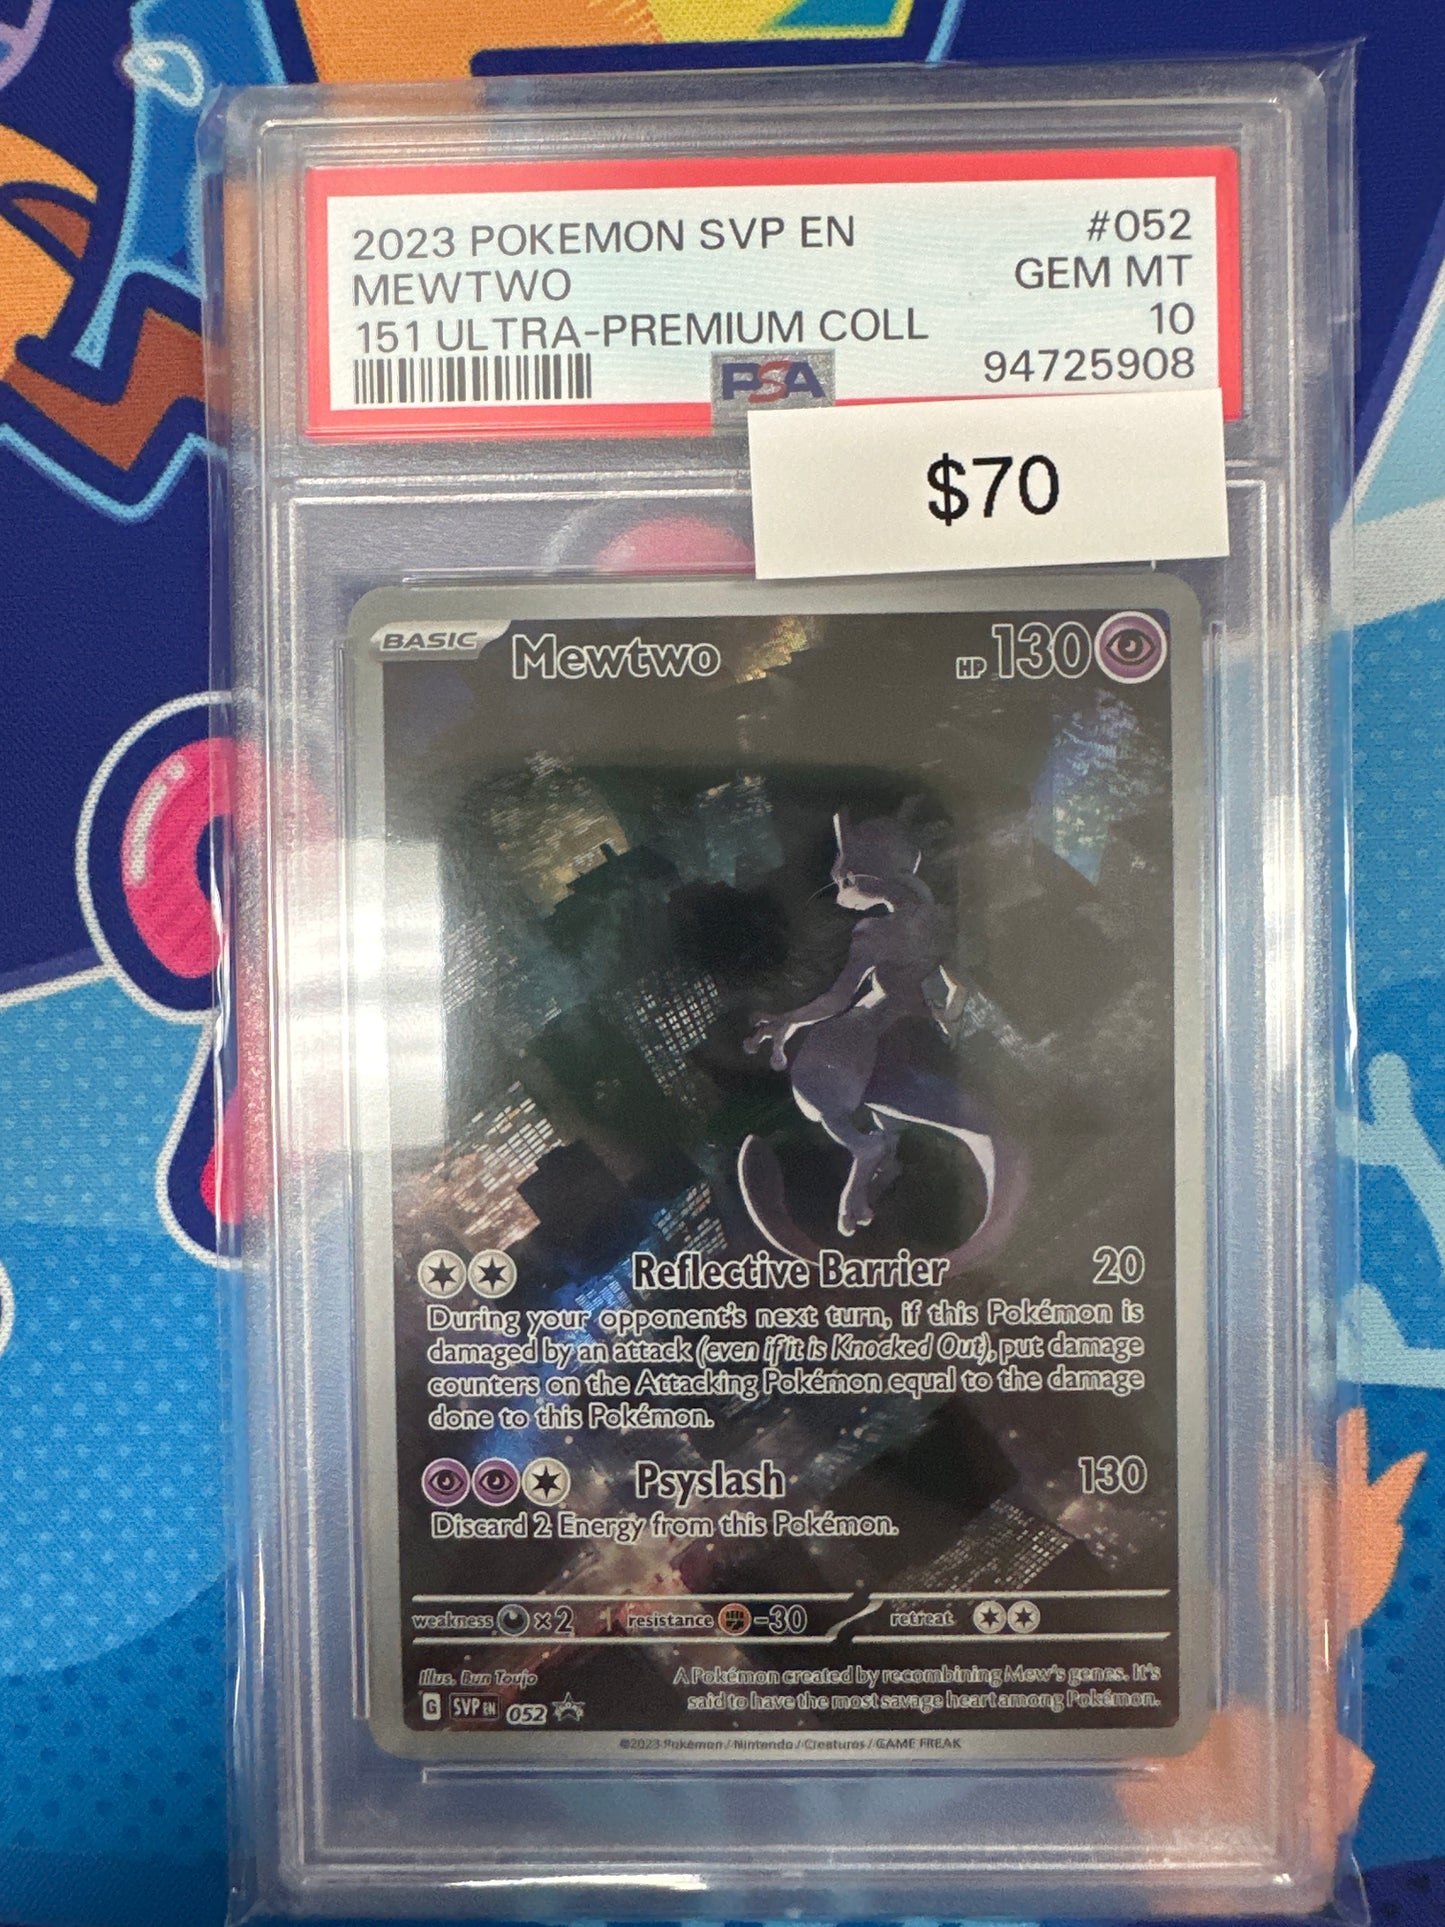 2023 POKEMON SVP EN #052
MEWTWO GEM MT
151 ULTRA-PREMIUM COLL 10
PSA 94725908
$70
BASIC Mewtwo HP 130
Reflective Barrier 20
During your opponent's next turn, if this Pokémon is
damaged by an attack (even if it is Knocked Out), put damage
counters on the Attacking Pokémon equal to the damage
done to this Pokémon.
Psyslash 130
Discard 2 Energy from this Pokémon.
weakness ×2 resistance -30 retreat
Illus. Bun Toujo
A Pokémon created by recombining Mew's genes. It's
said to have the most savage heart among Pokémon.
G SVP EN 052
©2023 Pokémon / Nintendo / Creatures / GAME FREAK